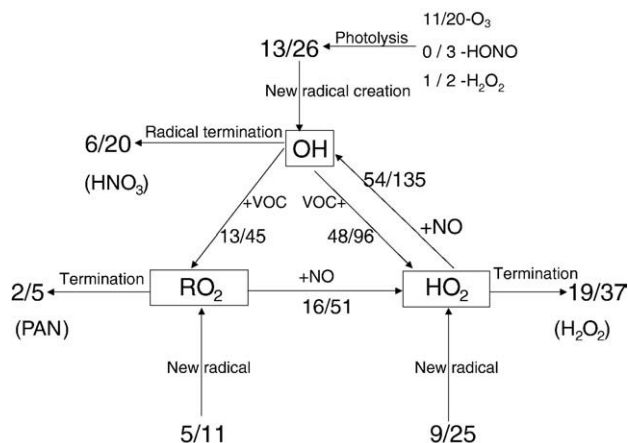 11/20-O₃
Photolysis
13/26
0 / 3 -HONO
1 / 2 -H₂O₂
New radical creation
Radical termination
6/20
(HNO₃)
OH
54/135
+VOC
VOC+
+NO
13/45
48/96
Termination
2/5
(PAN)
RO₂
+NO
16/51
HO₂
Termination
19/37
(H₂O₂)
New radical
New radical
5/11
9/25